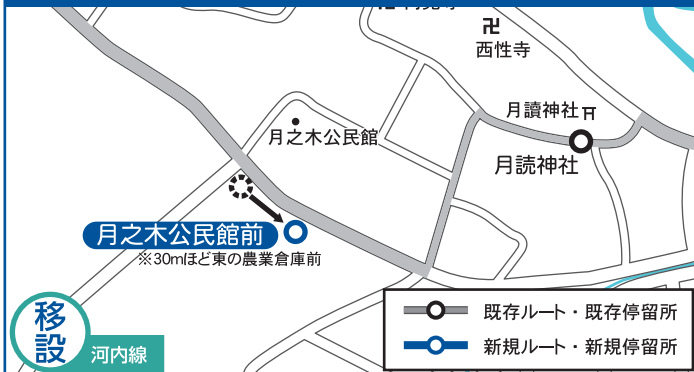 西性寺
月讀神社
月之木公民館
月読神社
月之木公民館前
※30mほど東の農業倉庫前
移設
河内線
既存ルート・既存停留所
新規ルート・新規停留所